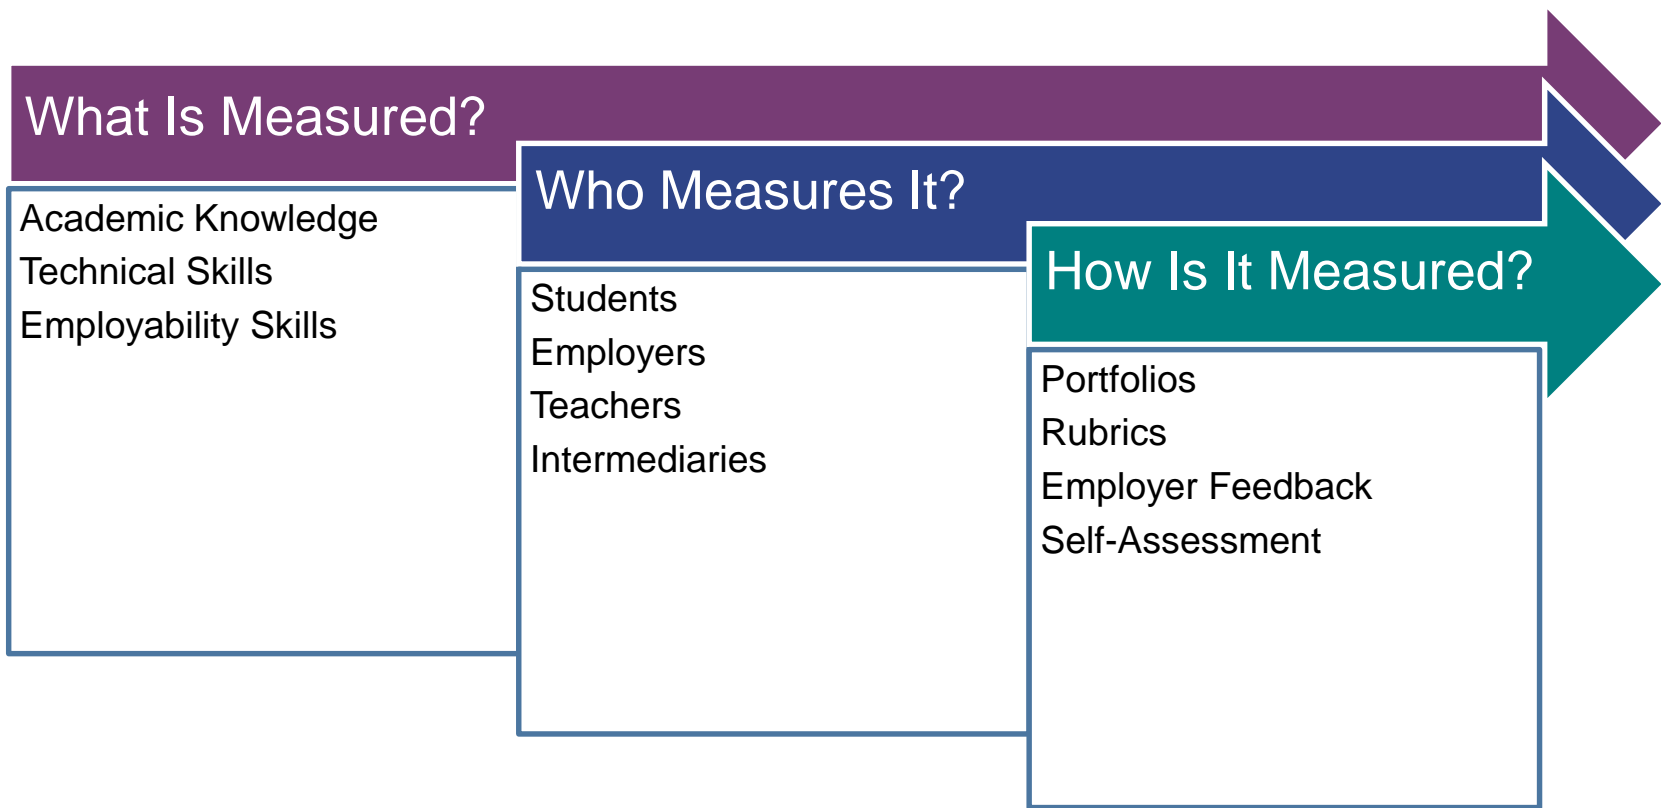 What Is Measured?
Academic Knowledge
Technical Skills
Employability Skills
Who Measures It?
Students
Employers
Teachers
Intermediaries
How Is It Measured?
Portfolios
Rubrics
Employer Feedback
Self-Assessment